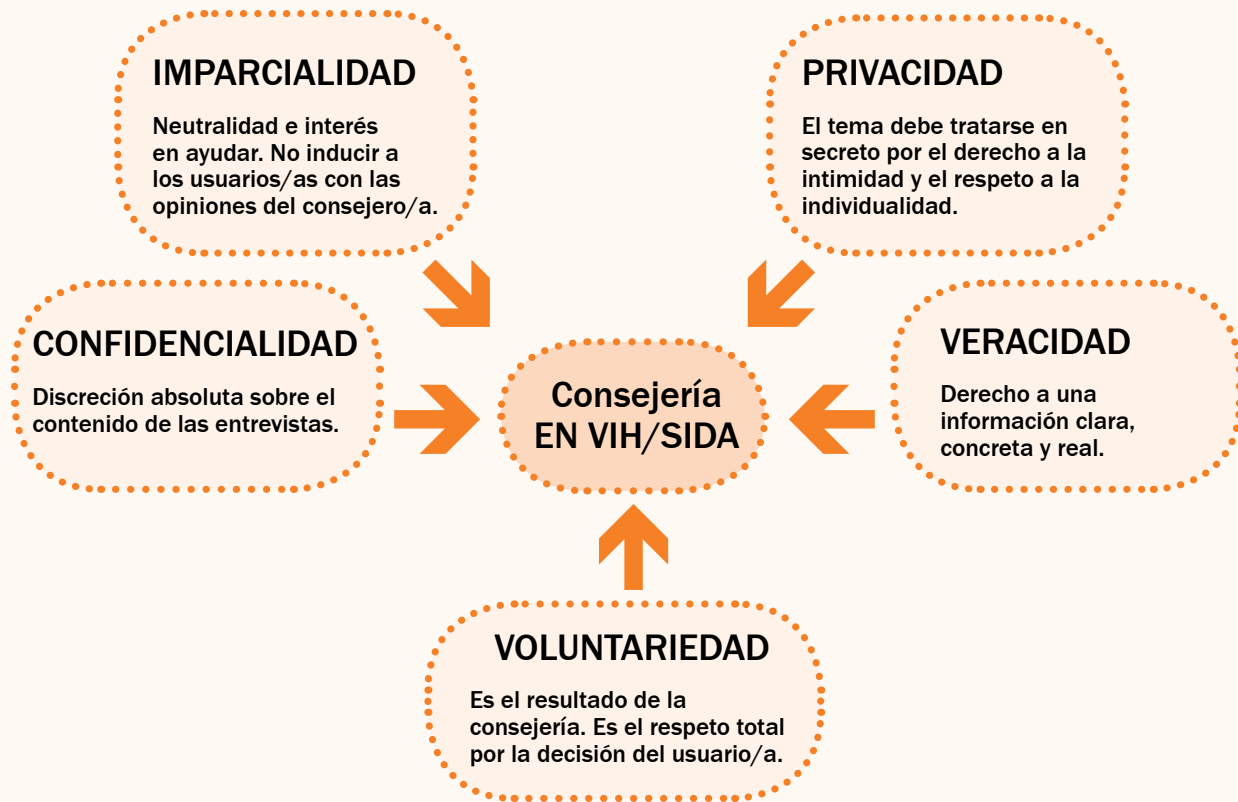 IMPARCIALIDAD
Neutralidad e interés
en ayudar. No inducir a
los usuarios/as con las
opiniones del consejero/a.
PRIVACIDAD
El tema debe tratarse en
secreto por el derecho a la
intimidad y el respeto a la
individualidad.
CONFIDENCIALIDAD
Discreción absoluta sobre el
contenido de las entrevistas.
Consejería
EN VIH/SIDA
VERACIDAD
Derecho a una
información clara,
concreta y real.
VOLUNTARIEDAD
Es el resultado de la
consejería. Es el respeto total
por la decisión del usuario/a.